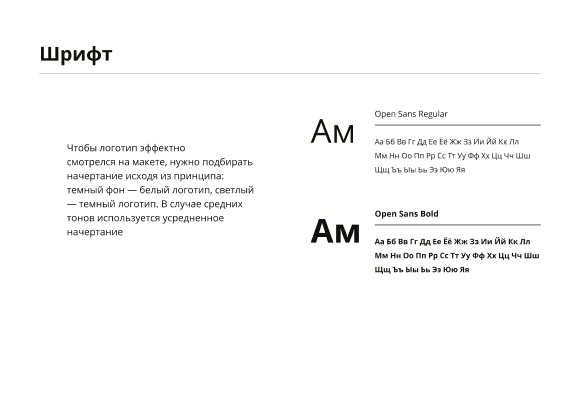 Шрифт
Чтобы логотип эффектно
смотрелся на макете, нужно подбирать
начертание исходя из принципа:
темный фон — белый логотип, светлый
— темный логотип. В случае средних
тонов используется усредненное
начертание
Ам
Open Sans Regular
Аа Бб Вв Гг Дд Ее Ёё Жж Зз Ии Йй Кк Лл
Мм Нн Оо Пп Рр Сс Тт Уу Фф Хх Цц Чч Шш
Щщ Ъъ Ыы Ьь Ээ Юю Яя
Ам
Open Sans Bold
Аа Бб Вв Гг Дд Ее Ёё Жж Зз Ии Йй Кк Лл
Мм Нн Оо Пп Рр Сс Тт Уу Фф Хх Цц Чч Шш
Щщ Ъъ Ыы Ьь Ээ Юю Яя